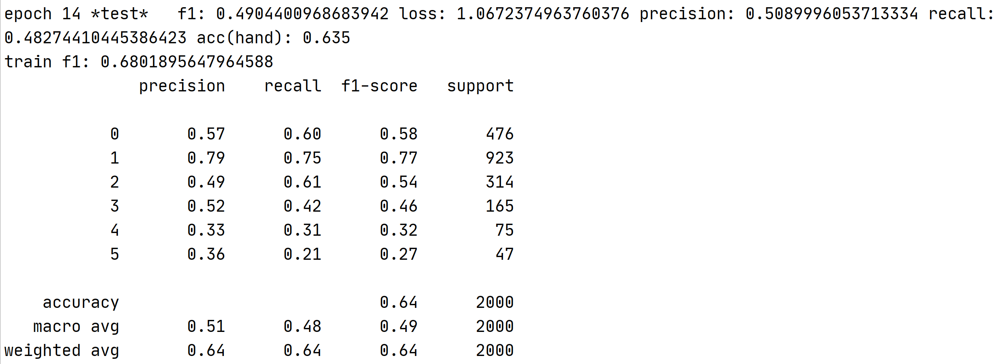 epoch 14 *test*   f1: 0.4904400968683942 loss: 1.0672374963760376 precision: 0.5089996053713334 recall:
0.48274410445386423 acc(hand): 0.635
train f1: 0.6801895647964588
              precision    recall  f1-score   support

           0       0.57      0.60      0.58       476
           1       0.79      0.75      0.77       923
           2       0.49      0.61      0.54       314
           3       0.52      0.42      0.46       165
           4       0.33      0.31      0.32        75
           5       0.36      0.21      0.27        47

    accuracy                           0.64      2000
   macro avg       0.51      0.48      0.49      2000
weighted avg       0.64      0.64      0.64      2000